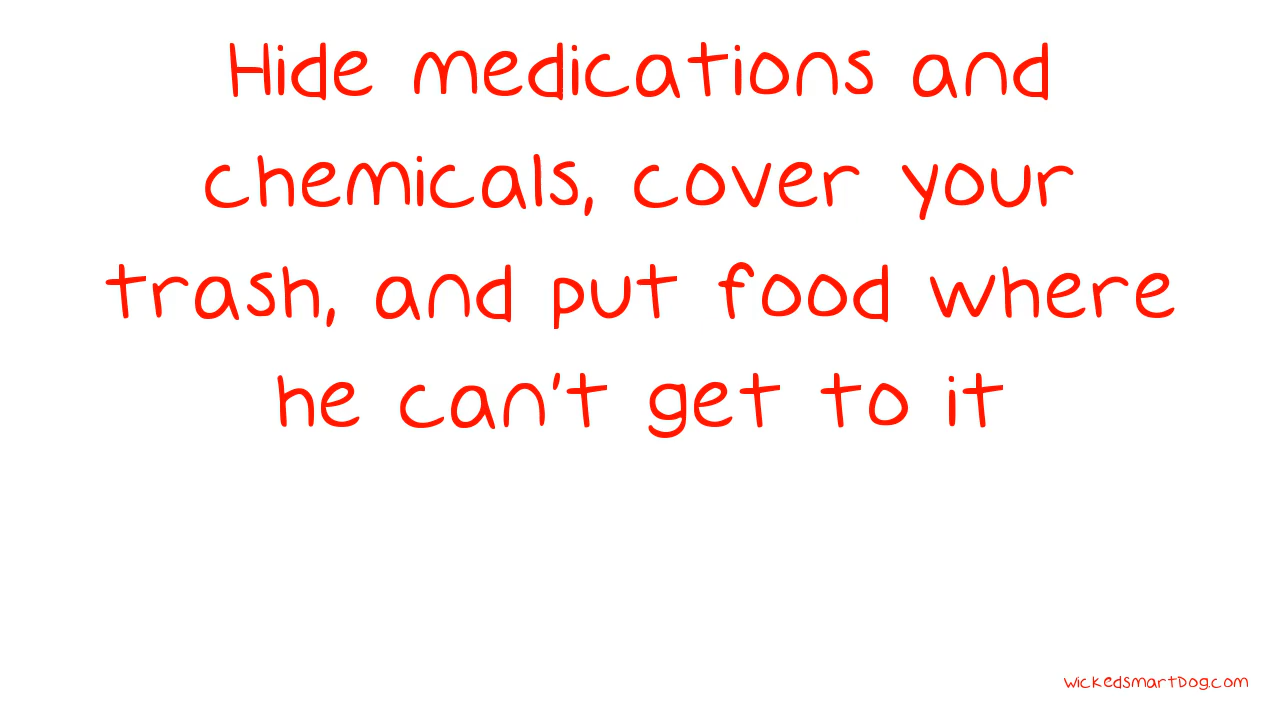 Hide medications and
chemicals, cover your
trash, and put food where
he can't get to it
wickedsmartDog.com